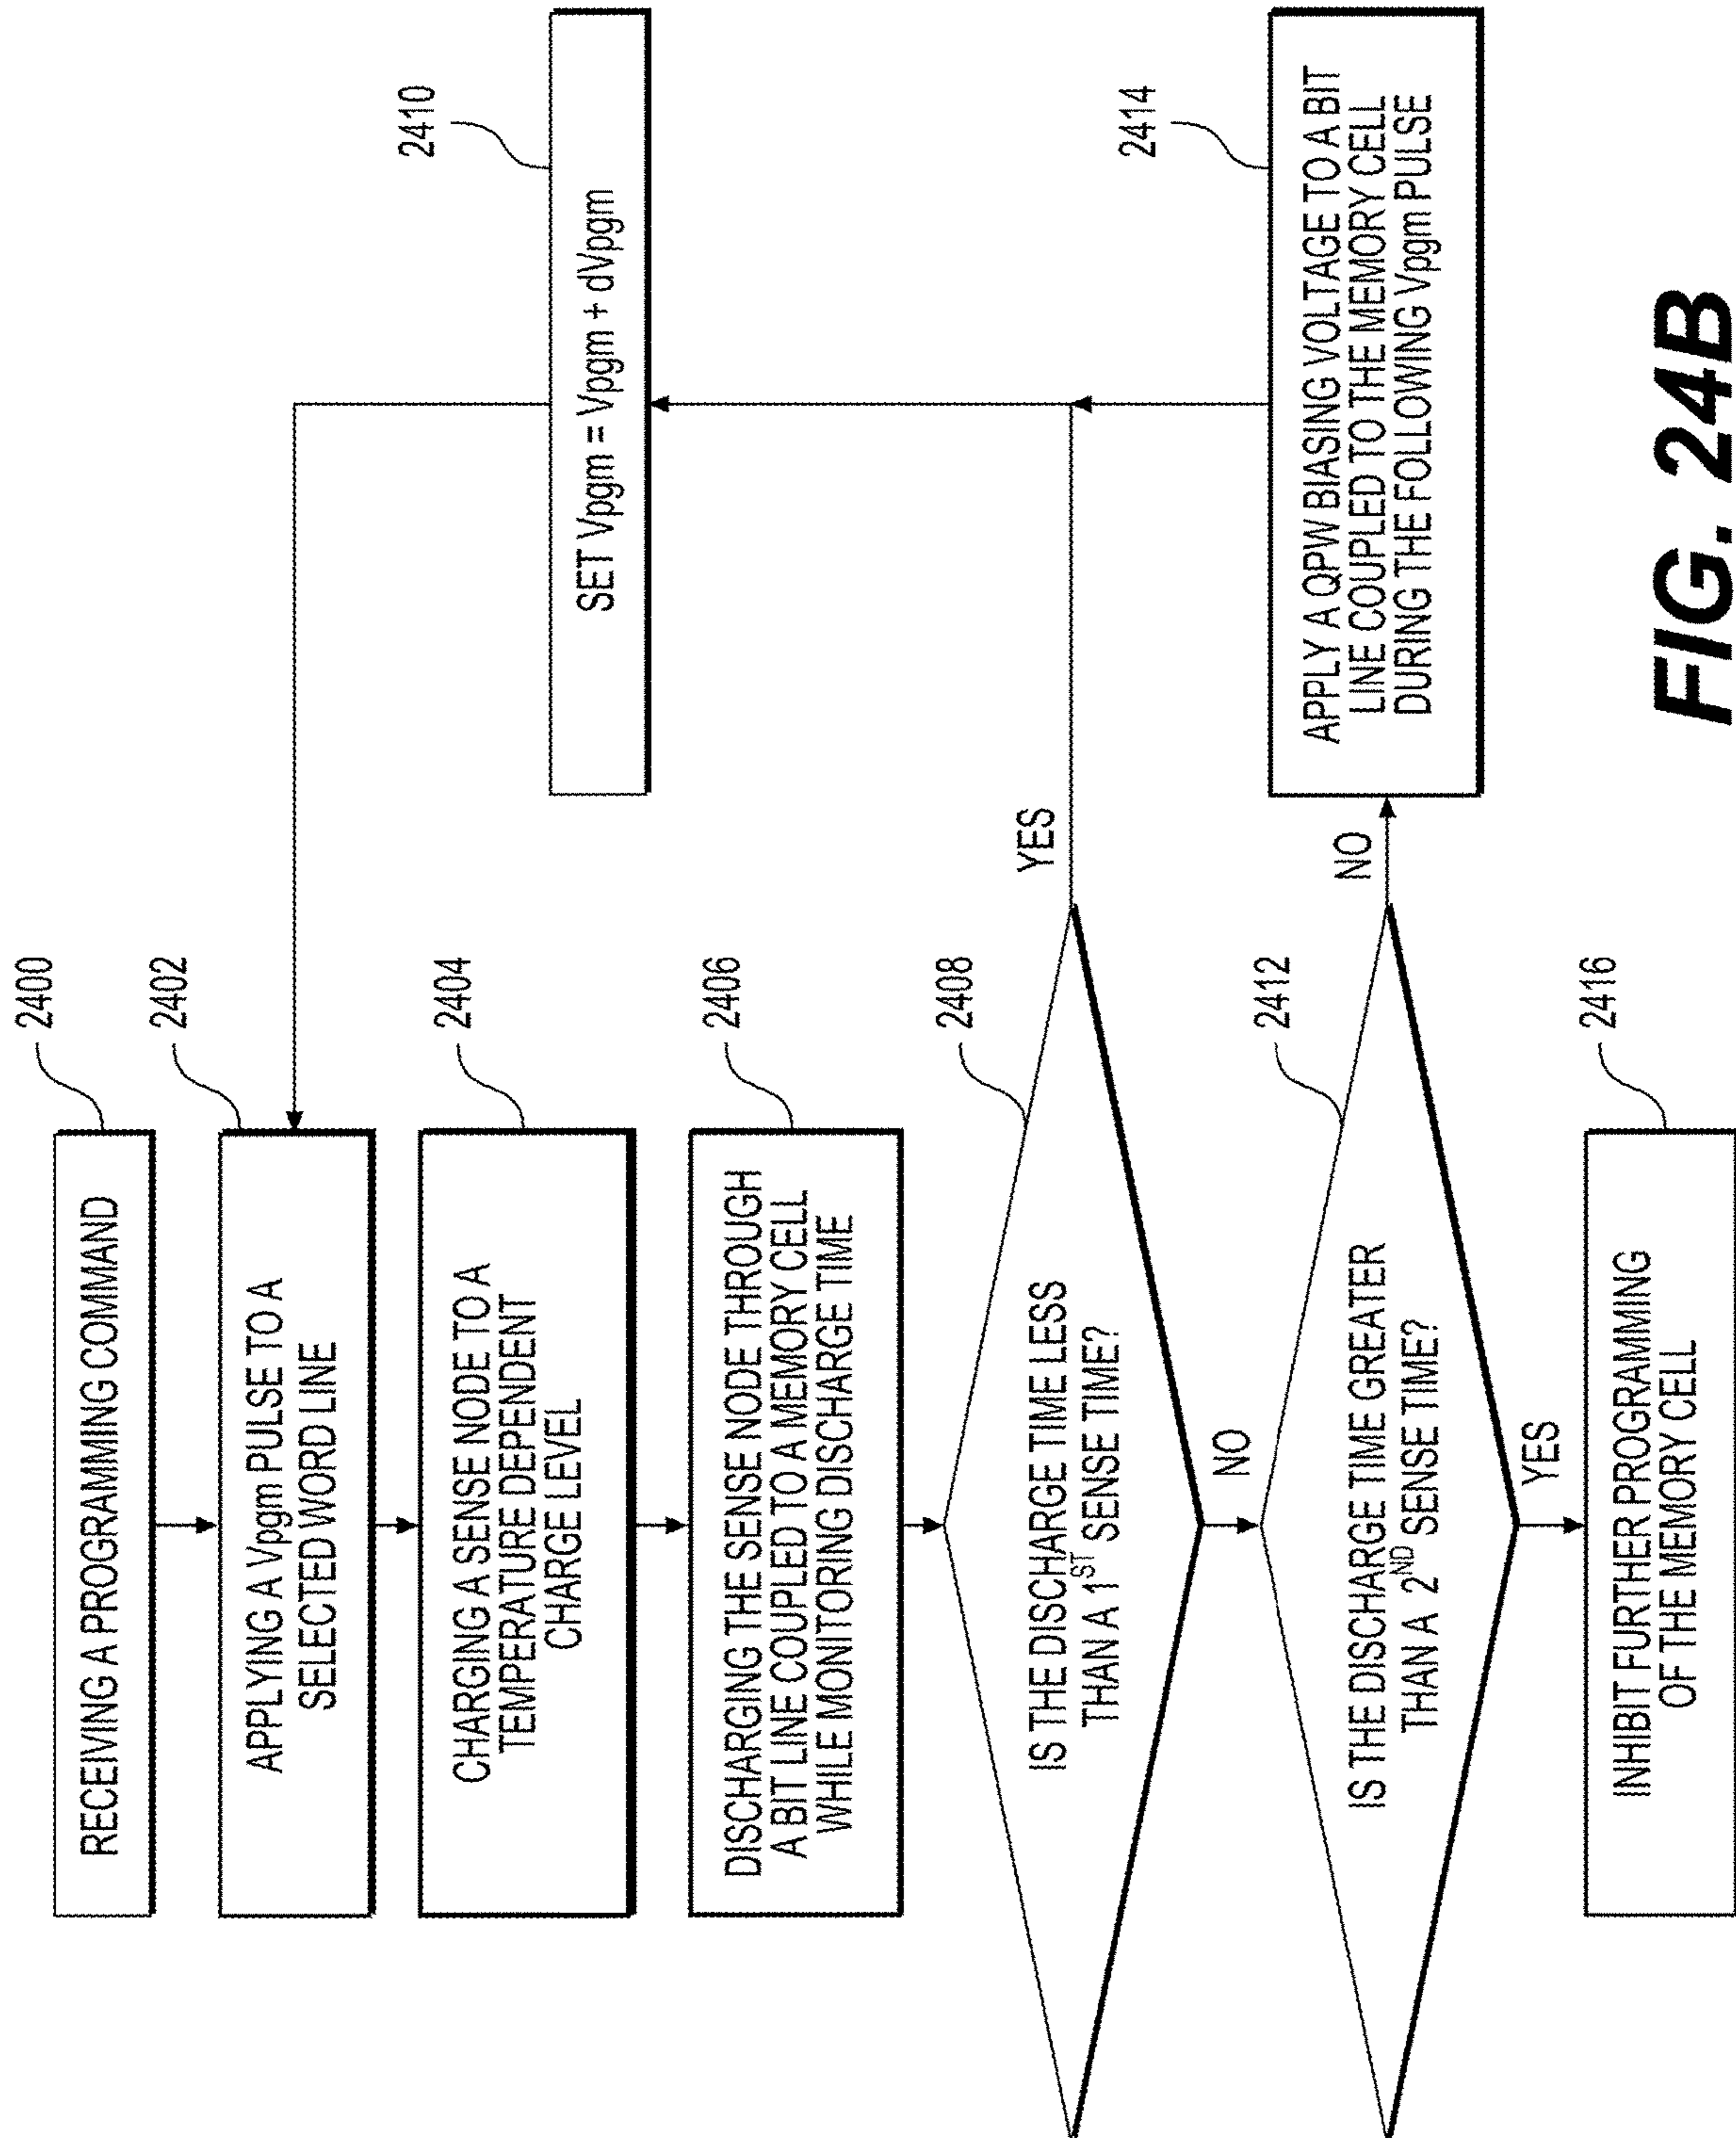 2400
RECEIVING A PROGRAMMING COMMAND
2402
APPLYING A Vpgm PULSE TO A
SELECTED WORD LINE
2404
CHARGING A SENSE NODE TO A
TEMPERATURE DEPENDENT
CHARGE LEVEL
2406
DISCHARGING THE SENSE NODE THROUGH
A BIT LINE COUPLED TO A MEMORY CELL
WHILE MONITORING DISCHARGE TIME
2408
IS THE DISCHARGE TIME LESS
THAN A 1ST SENSE TIME?
YES
NO
2410
SET Vpgm = Vpgm + dVpgm
2412
IS THE DISCHARGE TIME GREATER
THAN A 2ND SENSE TIME?
NO
YES
2414
APPLY A QPW BIASING VOLTAGE TO A BIT
LINE COUPLED TO THE MEMORY CELL
DURING THE FOLLOWING Vpgm PULSE
2416
INHIBIT FURTHER PROGRAMMING
OF THE MEMORY CELL
FIG. 24B